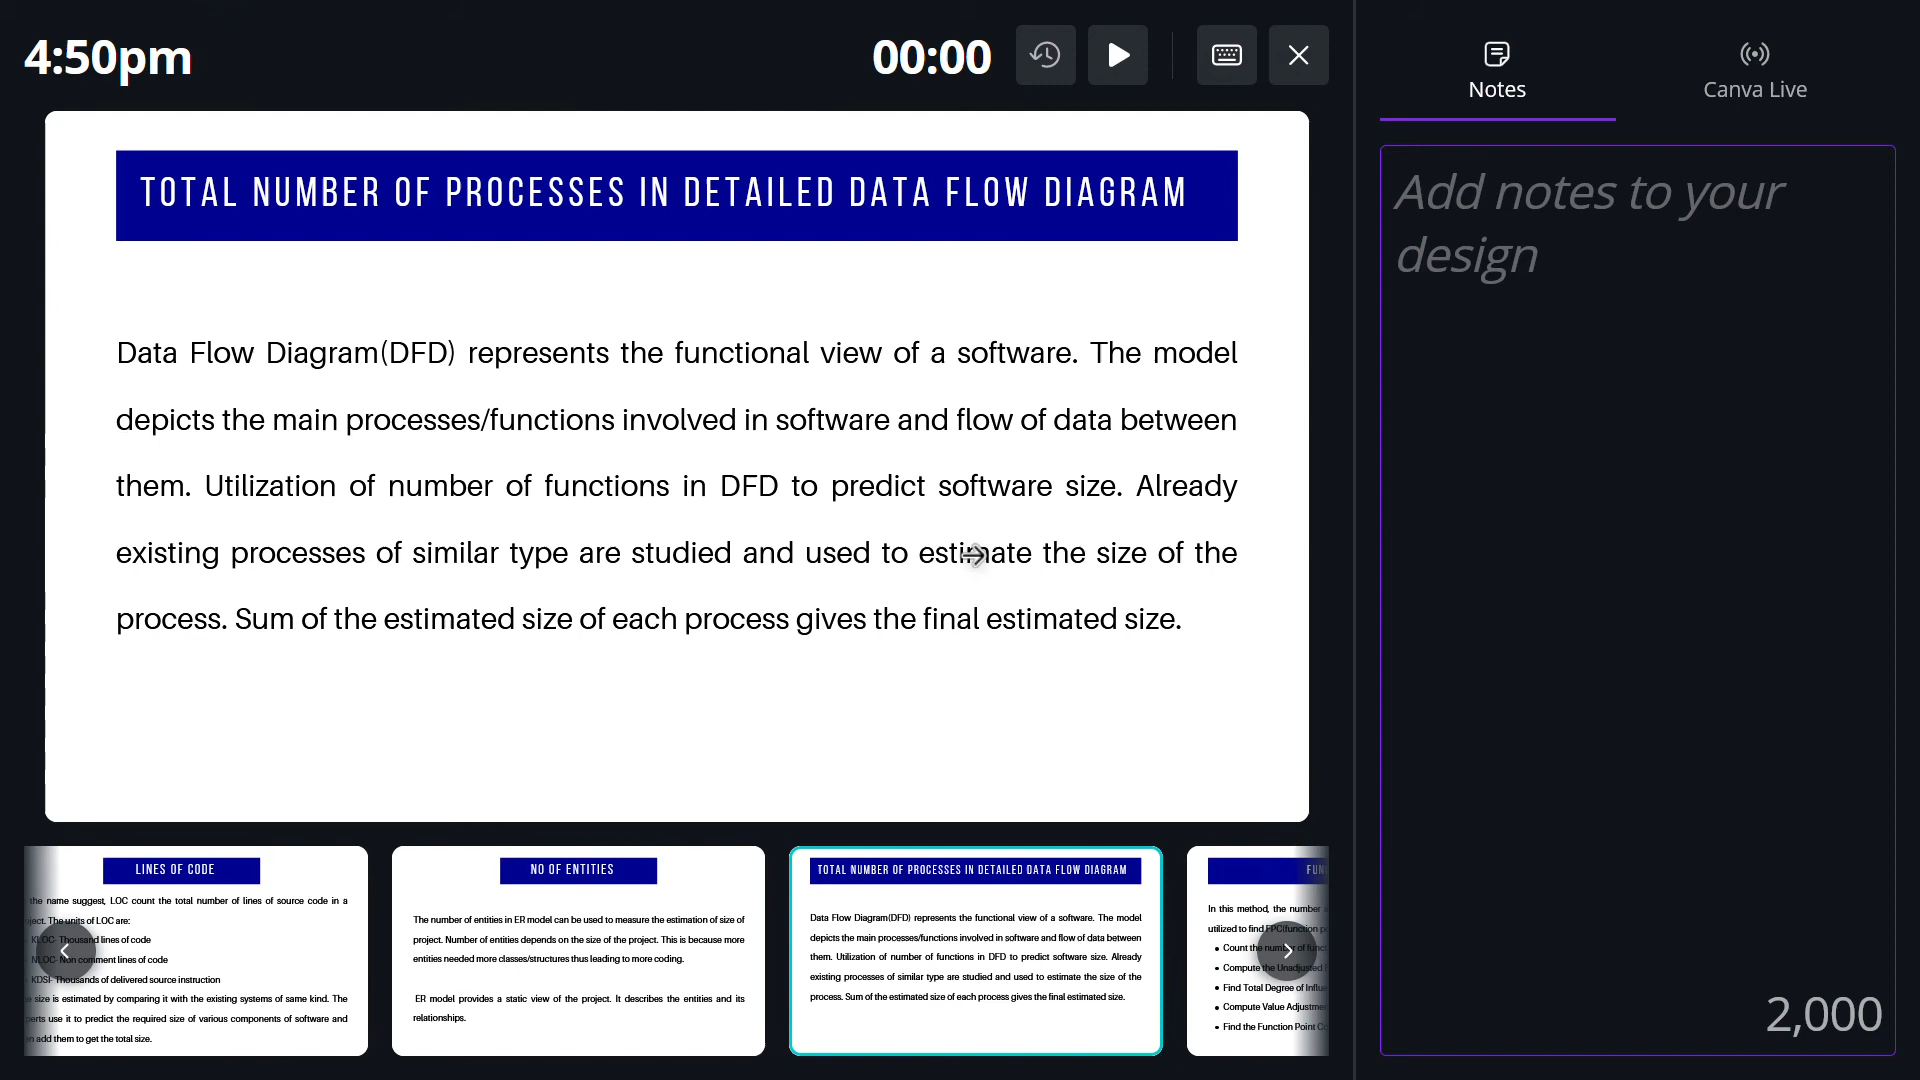 4:50pm
00:00
Notes
Canva Live
TOTAL NUMBER OF PROCESSES IN DETAILED DATA FLOW DIAGRAM
Data Flow Diagram(DFD) represents the functional view of a software. The model
depicts the main processes/functions involved in software and flow of data between
them. Utilization of number of functions in DFD to predict software size. Already
existing processes of similar type are studied and used to estimate the size of the
process. Sum of the estimated size of each process gives the final estimated size.
Add notes to your
design
2,000
LINES OF CODE
the name suggest, LOC count the total number of lines of source code in a
The units of LOC are:
KLOC- Thousand lines of code
NLOC- Non comment lines of code
KDSI- Thousands of delivered source instruction
size is estimated by comparing it with the existing systems of same kind. The
use it to predict the required size of various components of software and
add them to get the total size.
NO OF ENTITIES
The number of entities in ER model can be used to measure the estimation of size of
project. Number of entities depends on the size of the project. This is because more
entities needed more classes/structures thus leading to more coding.
ER model provides a static view of the project. It describes the entities and its
relationships.
TOTAL NUMBER OF PROCESSES IN DETAILED DATA FLOW DIAGRAM
Data Flow Diagram(DFD) represents the functional view of a software. The model
depicts the main processes/functions involved in software and flow of data between
them. Utilization of number of functions in DFD to predict software size. Already
existing processes of similar type are studied and used to estimate the size of the
process. Sum of the estimated size of each process gives the final estimated size.
In this method, the number
utilized to find FPC(function
• Count the number of
• Compute the Unadjusted
• Find Total Degree of
• Compute Value
• Find the Function Point